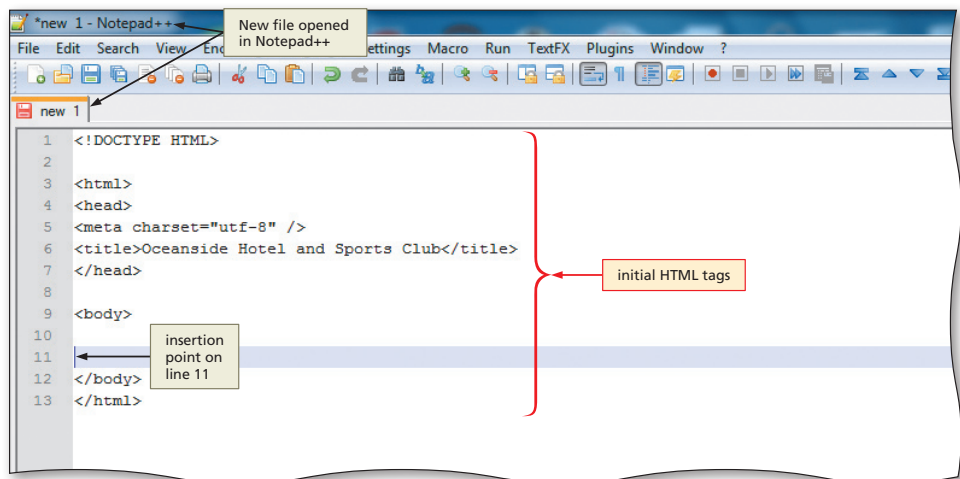 *new 1 - Notepad++
New file opened
in Notepad++
File Edit Search View ettings Macro Run TextFX Plugins Window ?
new 1
1 <!DOCTYPE HTML>
2
3 <html>
4 <head>
5 <meta charset="utf-8" />
6 <title>Oceanside Hotel and Sports Club</title>
7 </head>
initial HTML tags
8
9 <body>
10
insertion
point on
line 11
11
12 </body>
13 </html>